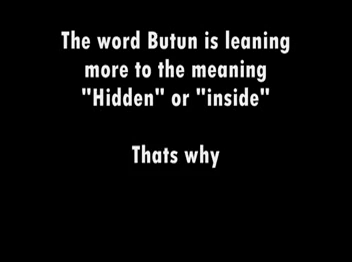 The word Butun is leaning
more to the meaning
"Hidden" or "inside"
Thats why